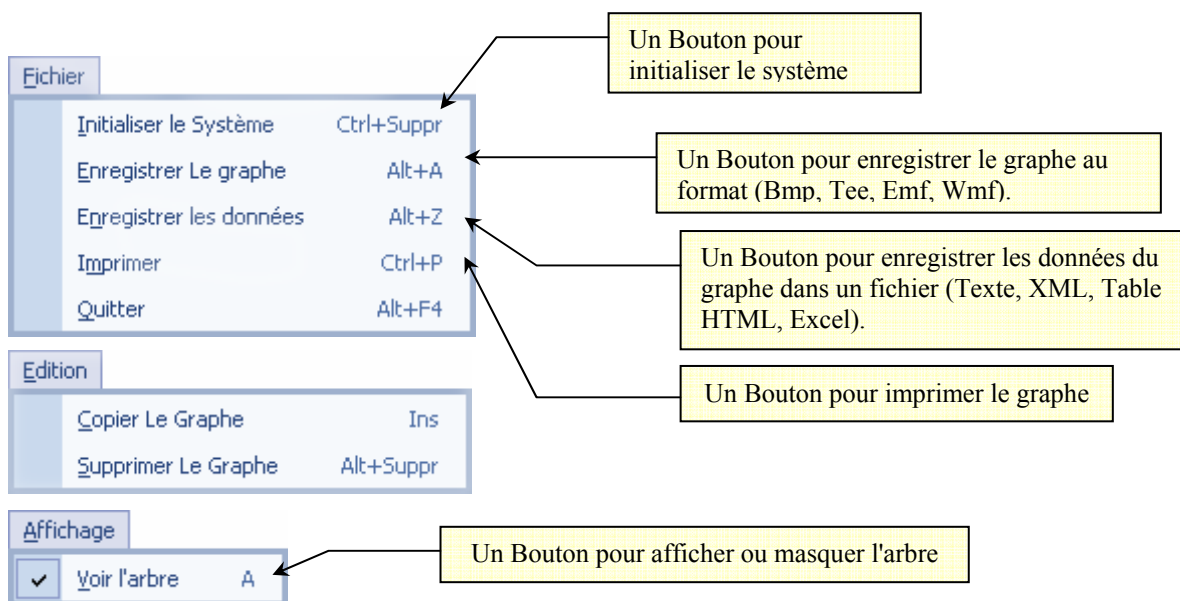 Un Bouton pour
initialiser le système
Fichier
Initialiser le Système Ctrl+Suppr
Enregistrer Le graphe Alt+A
Enregistrer les données Alt+Z
Imprimer Ctrl+P
Quitter Alt+F4
Un Bouton pour enregistrer le graphe au
format (Bmp, Tee, Emf, Wmf).
Un Bouton pour enregistrer les données du
graphe dans un fichier (Texte, XML, Table
HTML, Excel).
Un Bouton pour imprimer le graphe
Edition
Copier Le Graphe Ins
Supprimer Le Graphe Alt+Suppr
Affichage
Voir l'arbre A
Un Bouton pour afficher ou masquer l'arbre